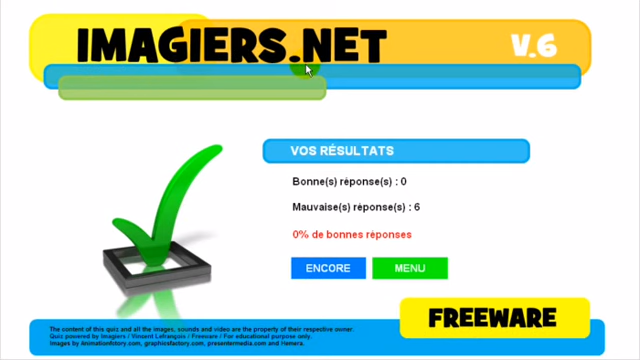 IMAGIERS.NET
V.6
VOS RÉSULTATS
Bonne(s) réponse(s) : 0
Mauvaise(s) réponse(s) : 6
0% de bonnes réponses
ENCORE
MENU
FREEWARE
The content of this quiz and all the images, sounds and video are the property of their respective owner.
Quiz powered by Imagiers / Vincent Lefrançois / Freeware / For educational purpose only.
Images by Animationfatory.com, graphicsfactory.com, presentermedia.com and Hemera.